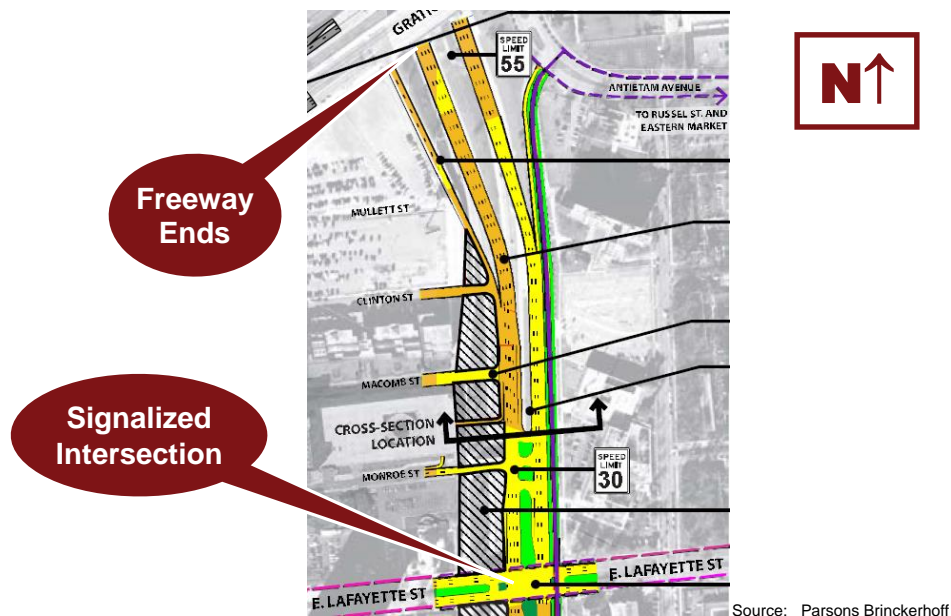 GRATI
SPEED
LIMIT
55
N↑
ANTIETAM AVENUE
TO RUSSEL ST. AND
EASTERN MARKET
Freeway
Ends
MULLETT ST
CLINTON ST
MACOMB ST
Signalized
Intersection
CROSS-SECTION
LOCATION
MONROE ST
SPEED
LIMIT
30
E. LAFAYETTE ST
E. LAFAYETTE ST
Source: Parsons Brinckerhoff